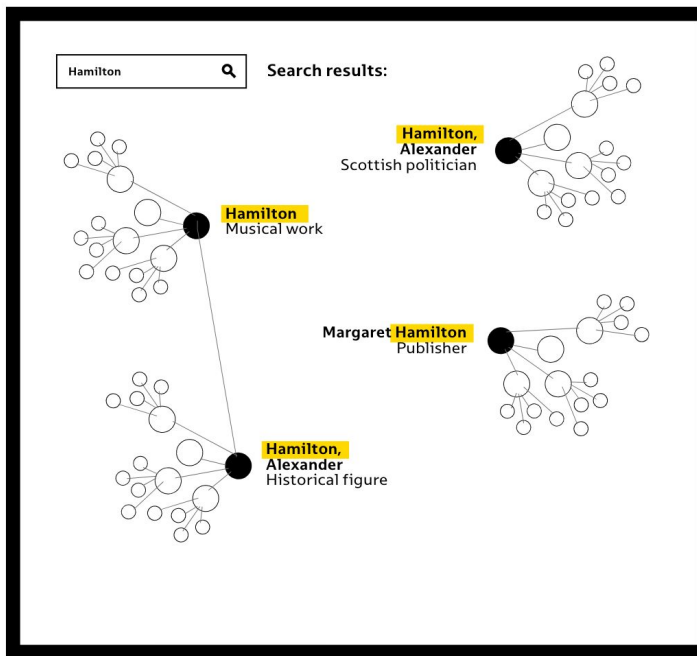 Hamilton
Search results:
Hamilton,
Alexander
Scottish politician
Hamilton
Musical work
Margaret Hamilton
Publisher
Hamilton,
Alexander
Historical figure